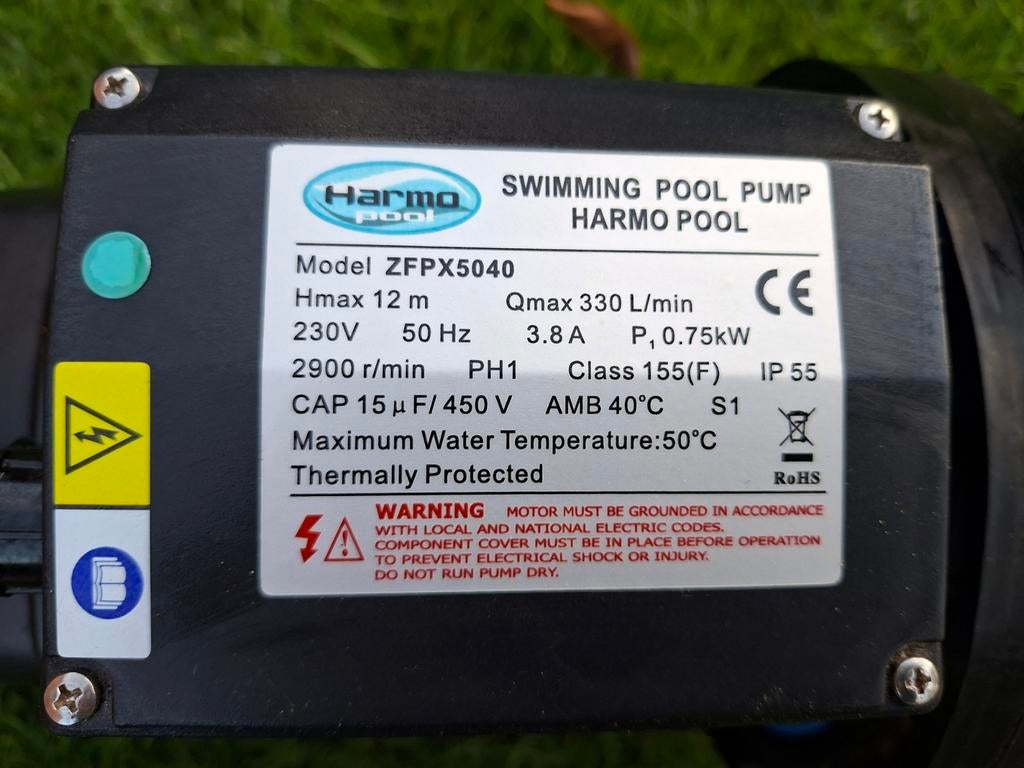 Harmo
pool
SWIMMING POOL PUMP
HARMO POOL
Model ZFPX5040
Hmax 12 m Qmax 330 L/min
230V 50 Hz 3.8 A P₁ 0.75kW
CE
2900 r/min PH1 Class 155(F) IP 55
CAP 15 μF/ 450 V AMB 40°C S1
Maximum Water Temperature:50°C
Thermally Protected
RoHS
WARNING MOTOR MUST BE GROUNDED IN ACCORDANCE
WITH LOCAL AND NATIONAL ELECTRIC CODES.
COMPONENT COVER MUST BE IN PLACE BEFORE OPERATION
TO PREVENT ELECTRICAL SHOCK OR INJURY.
DO NOT RUN PUMP DRY.